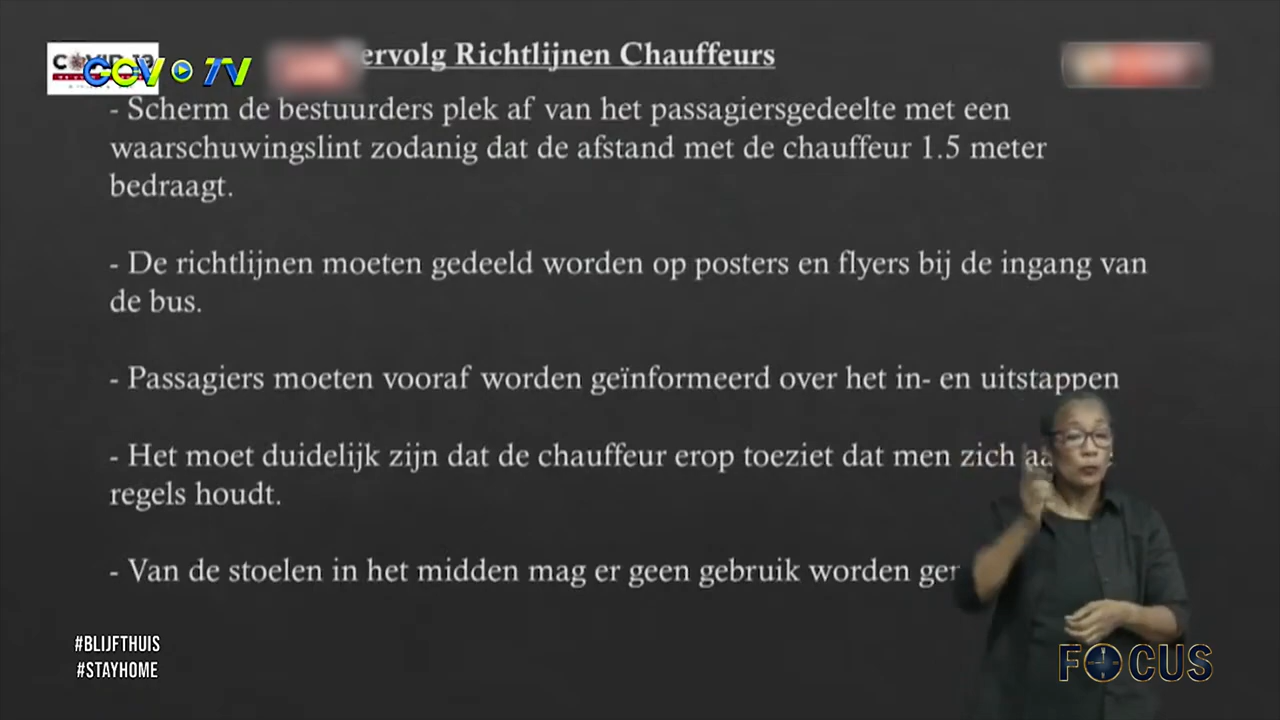 COVID-19
GOV TV
ervolg Richtlijnen Chauffeurs
- Scherm de bestuurders plek af van het passagiersgedeelte met een
waarschuwingslint zodanig dat de afstand met de chauffeur 1.5 meter
bedraagt.
- De richtlijnen moeten gedeeld worden op posters en flyers bij de ingang van
de bus.
- Passagiers moeten vooraf worden geïnformeerd over het in- en uitstappen
- Het moet duidelijk zijn dat de chauffeur erop toeziet dat men zich
regels houdt.
- Van de stoelen in het midden mag er geen gebruik worden
#BLIJFTHUIS
#STAYHOME
FOCUS